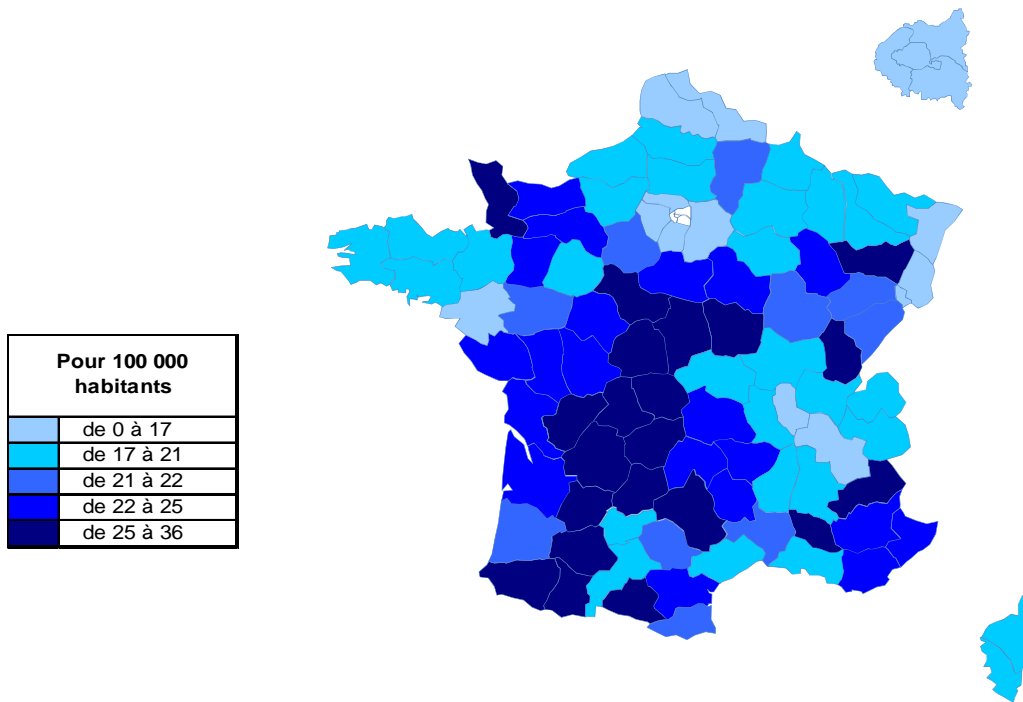 Pour 100 000
habitants
de 0 à 17
de 17 à 21
de 21 à 22
de 22 à 25
de 25 à 36